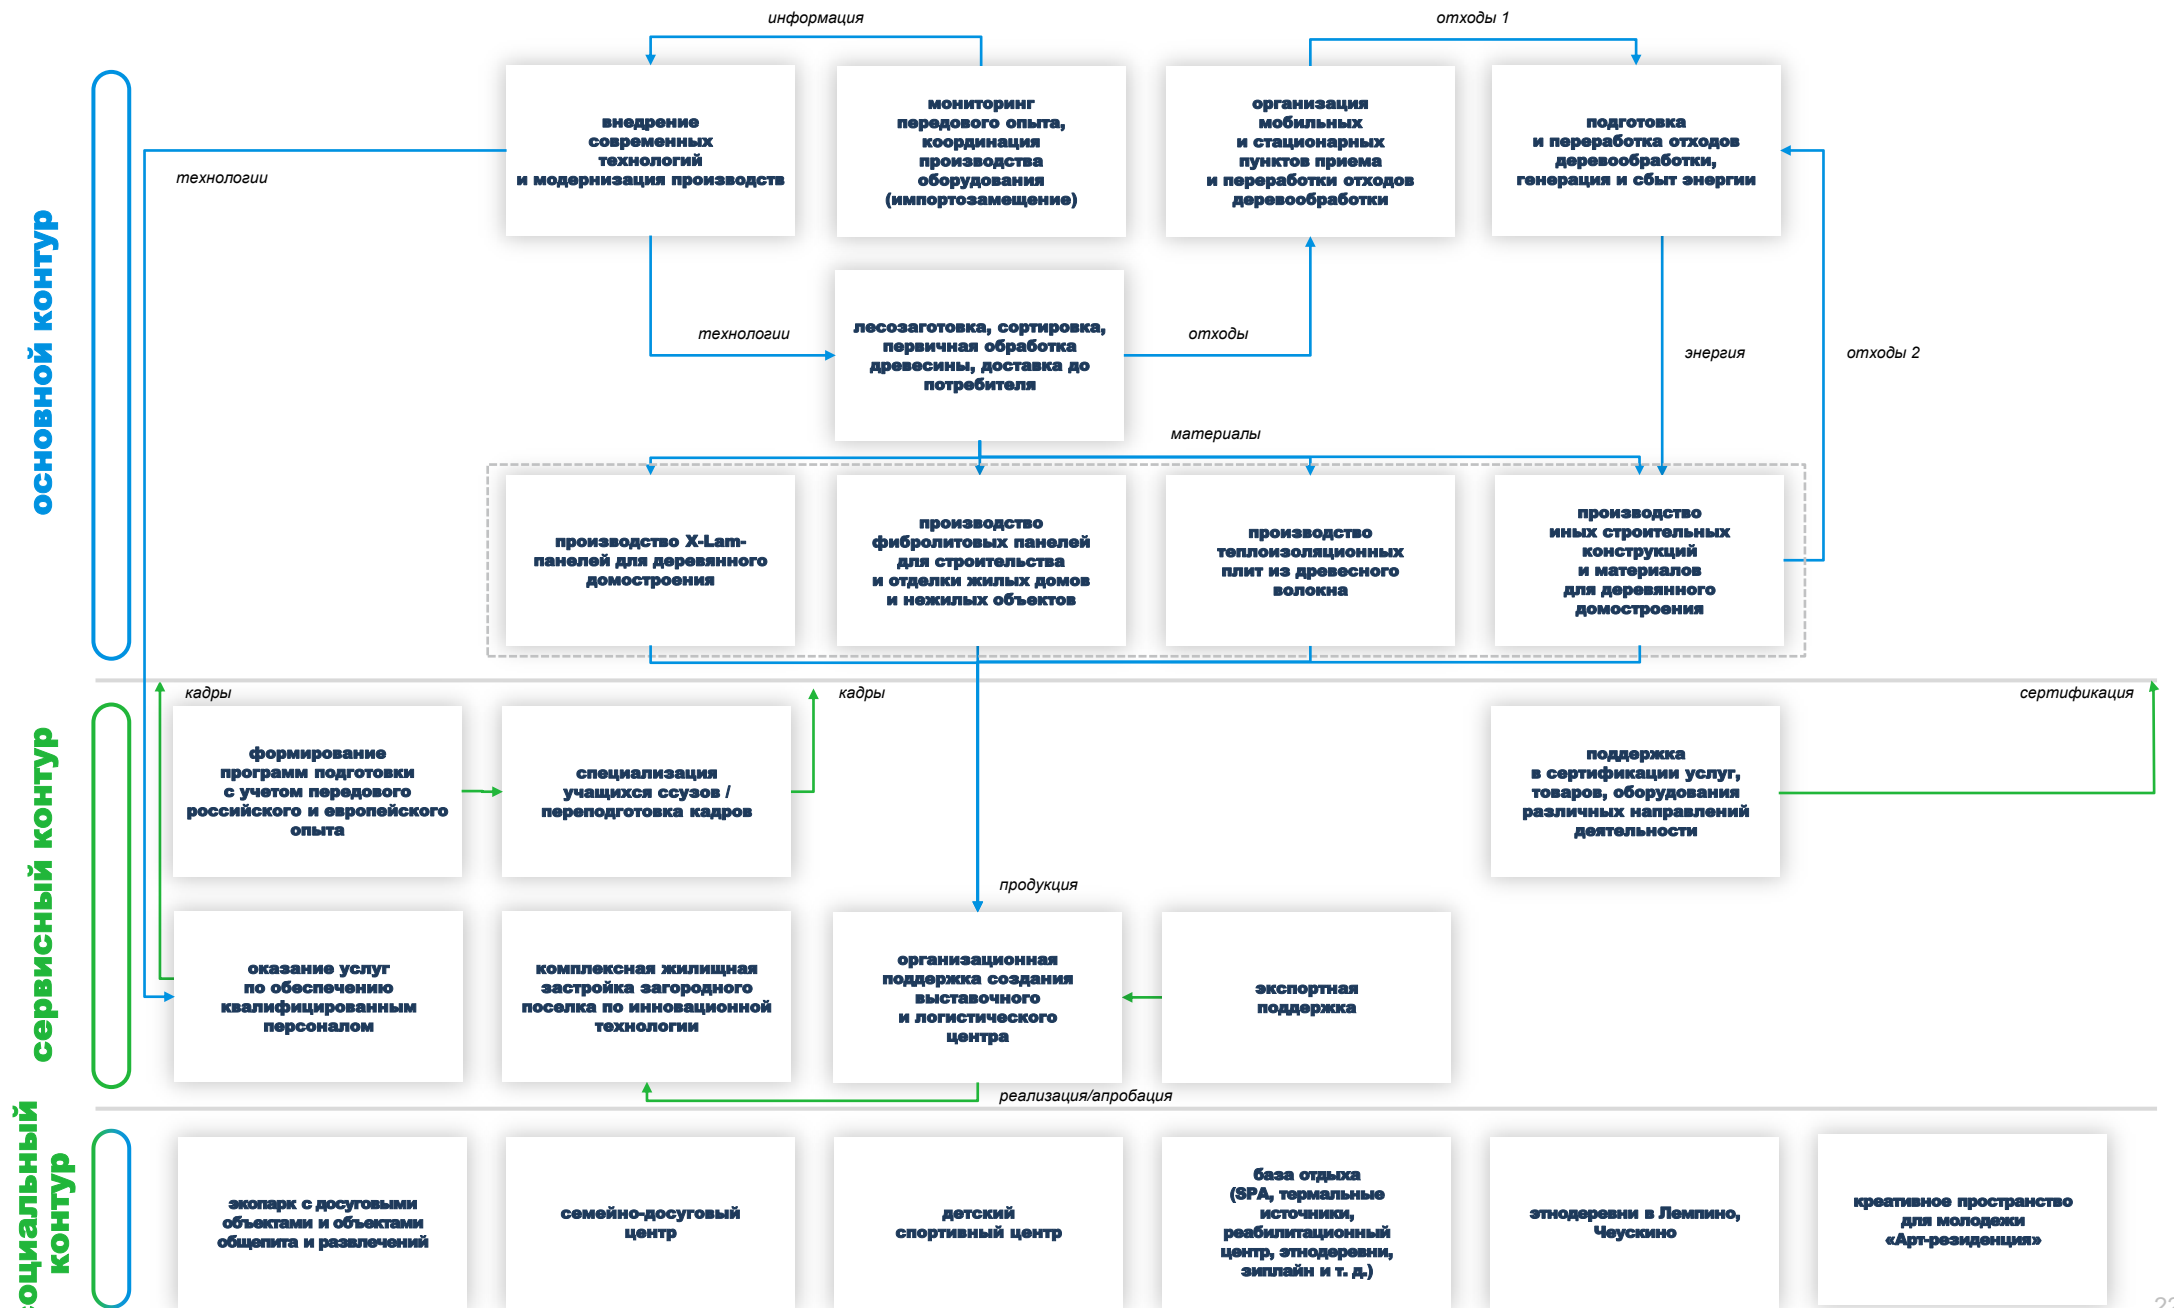 информация
отходы 1
основной контур
внедрение
современных
технологий
и модернизация производств
мониторинг
передового опыта,
координация
производства
оборудования
(импортозамещение)
организация
мобильных
и стационарных
пунктов приема
и переработки отходов
деревообработки
подготовка
и переработка отходов
деревообработки,
генерация и сбыт энергии
технологии
технологии
лесозаготовка, сортировка,
первичная обработка
древесины, доставка до
потребителя
отходы
энергия
отходы 2
материалы
производство X-Lam-
панелей для деревянного
домостроения
производство
фибролитовых панелей
для строительства
и отделки жилых домов
и нежилых объектов
производство
теплоизоляционных
плит из древесного
волокна
производство
иных строительных
конструкций
и материалов
для деревянного
домостроения
сервисный контур
кадры
кадры
сертификация
формирование
программ подготовки
с учетом передового
российского и европейского
опыта
специализация
учащихся ссузов /
переподготовка кадров
поддержка
в сертификации услуг,
товаров, оборудования
различных направлений
деятельности
продукция
оказание услуг
по обеспечению
квалифицированным
персоналом
комплексная жилищная
застройка загородного
поселка по инновационной
технологии
организационная
поддержка создания
выставочного
и логистического
центра
экспортная
поддержка
реализация/апробация
социальный
контур
экопарк с досуговыми
объектами и объектами
общепита и развлечений
семейно-досуговый
центр
детский
спортивный центр
база отдыха
(SPA, термальные
источники,
реабилитационный
центр, этнодеревни,
зиплайн и т. д.)
этнодеревни в Лемпино,
Чеускино
креативное пространство
для молодежи
«Арт-резиденция»